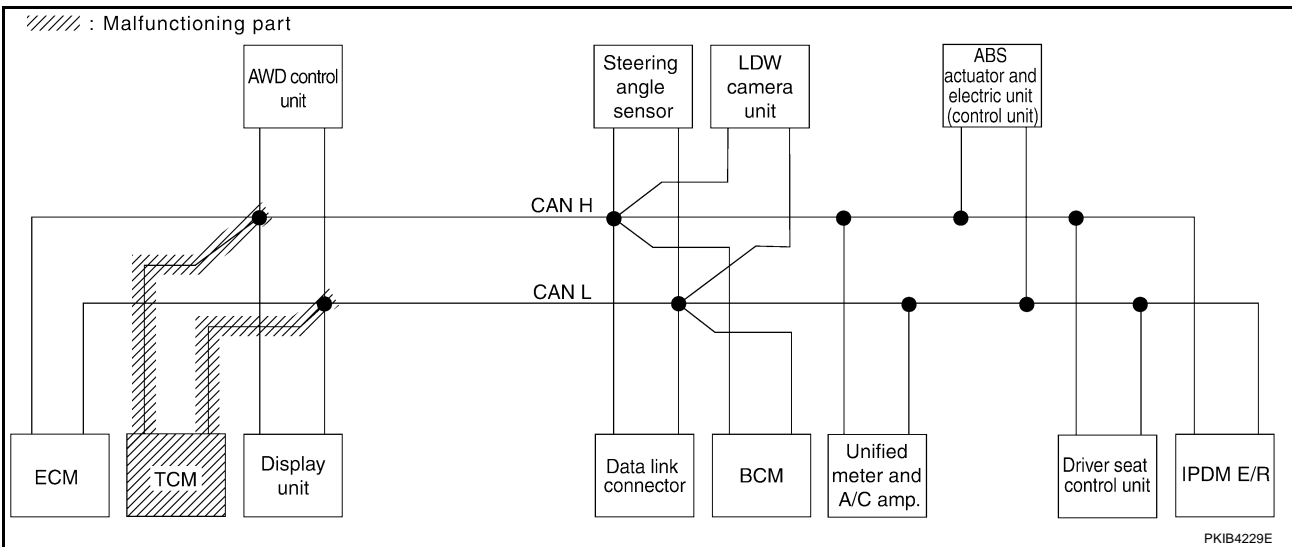 : Malfunctioning part
AWD control
unit
Steering
angle
sensor
LDW
camera
unit
ABS
actuator and
electric unit
(control unit)
CAN H
CAN L
ECM
TCM
Display
unit
Data link
connector
BCM
Unified
meter and
A/C amp.
Driver seat
control unit
IPDM E/R
PKIB4229E